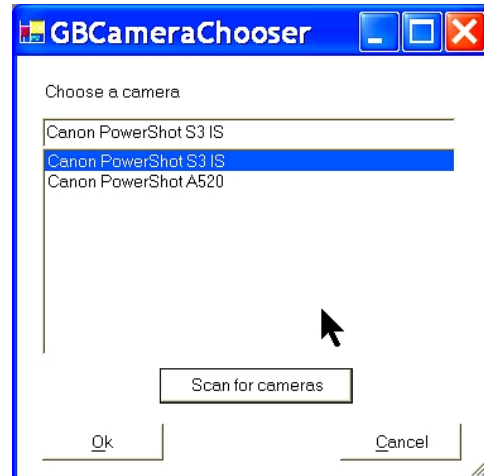 GBCameraChooser
Choose a camera
Canon PowerShot S3 IS
Canon PowerShot S3 IS
Canon PowerShot A520
Scan for cameras
Ok Cancel